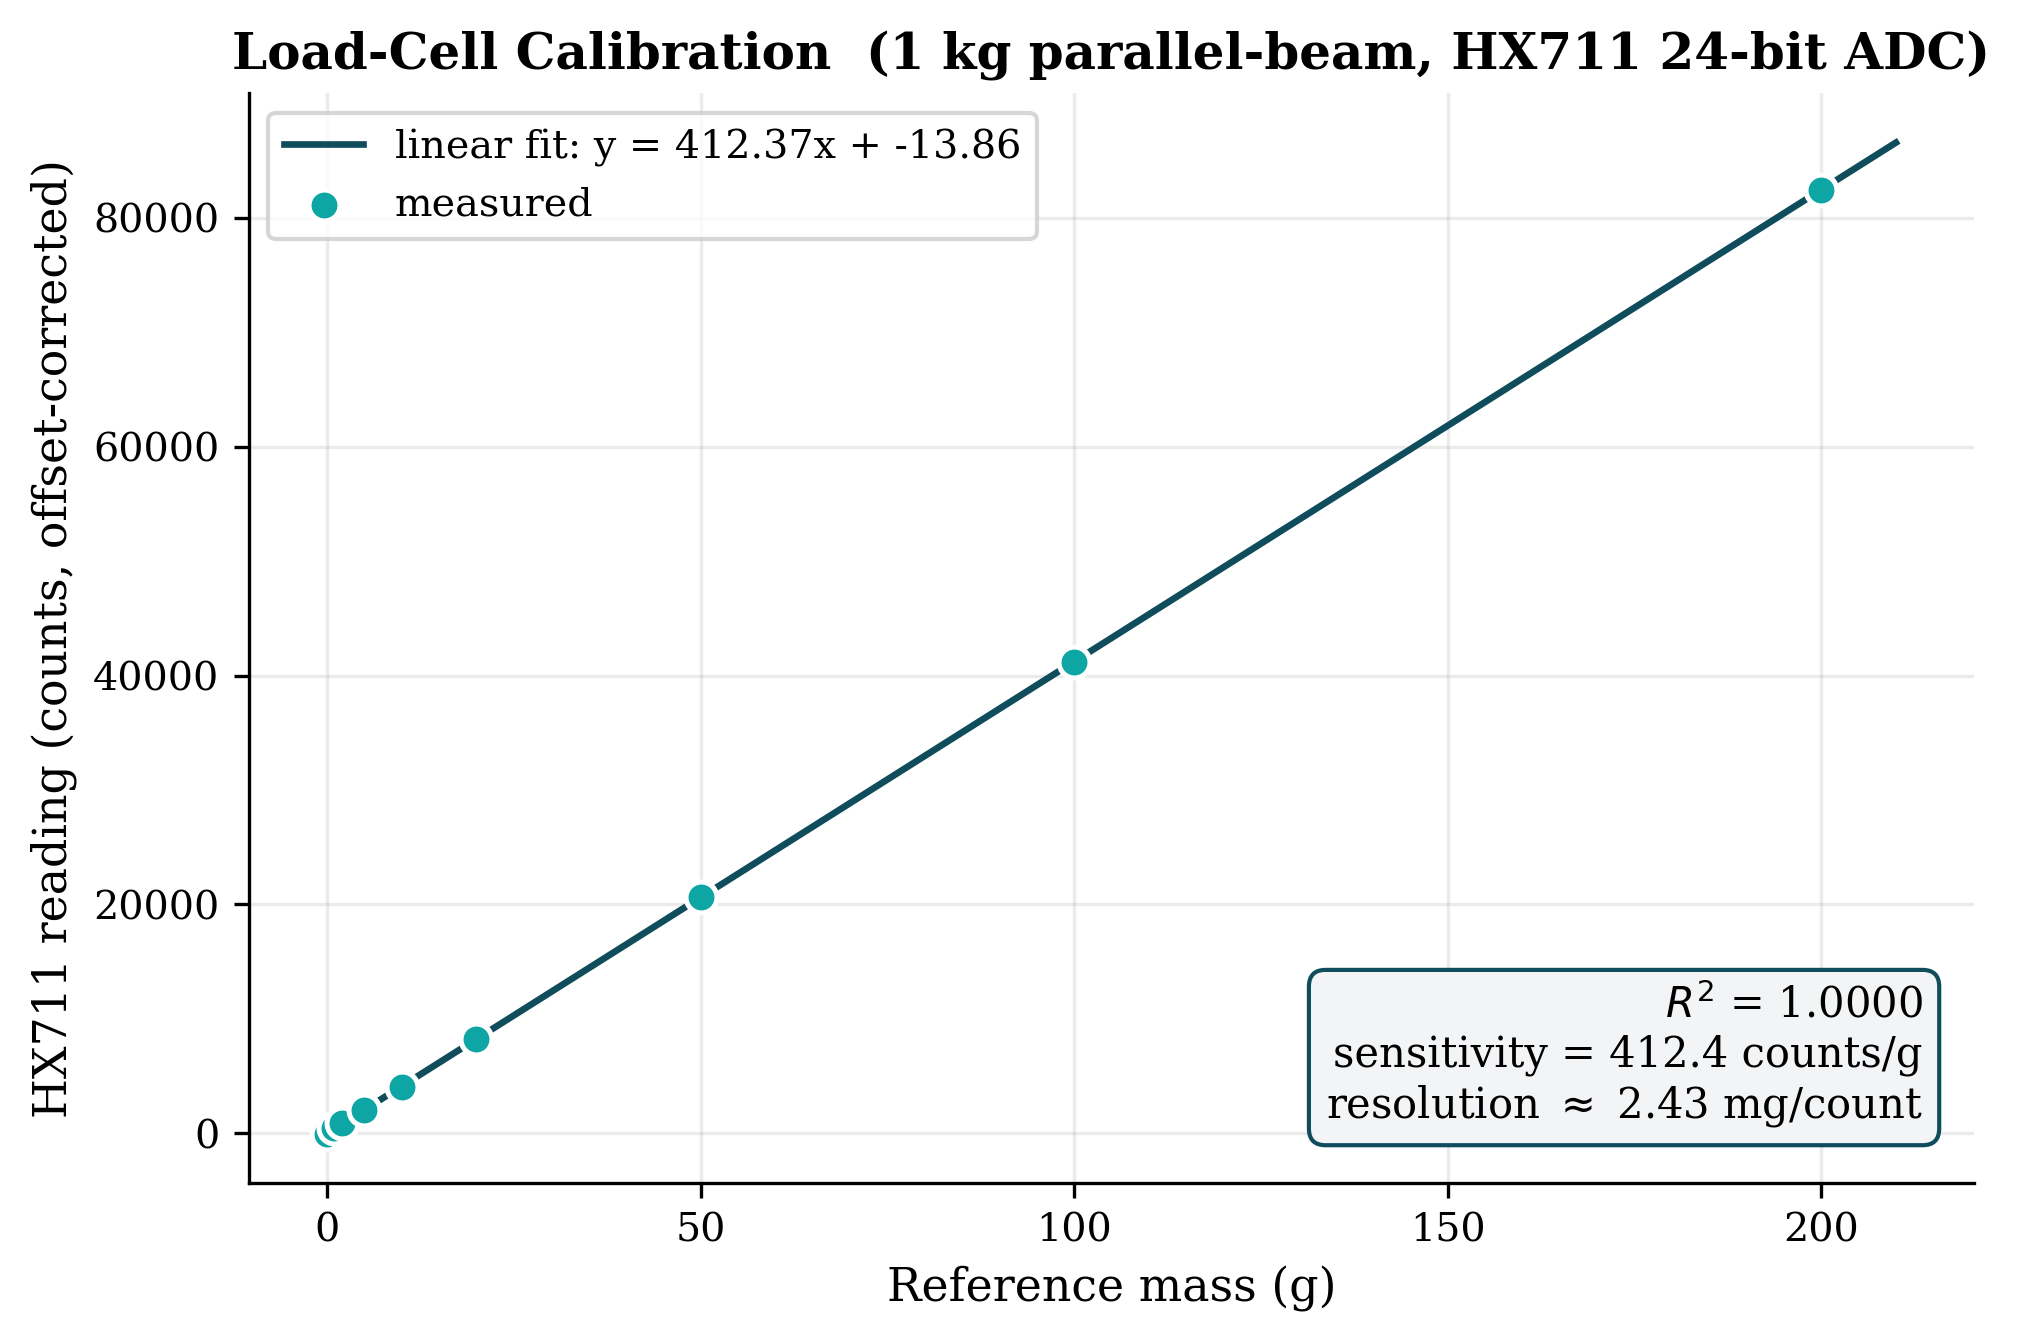 Load-Cell Calibration  (1 kg parallel-beam, HX711 24-bit ADC)
linear fit: y = 412.37x + -13.86
measured
HX711 reading (counts, offset-corrected)
80000
60000
40000
20000
0
R² = 1.0000
sensitivity = 412.4 counts/g
resolution ≈ 2.43 mg/count
0 50 100 150 200
Reference mass (g)